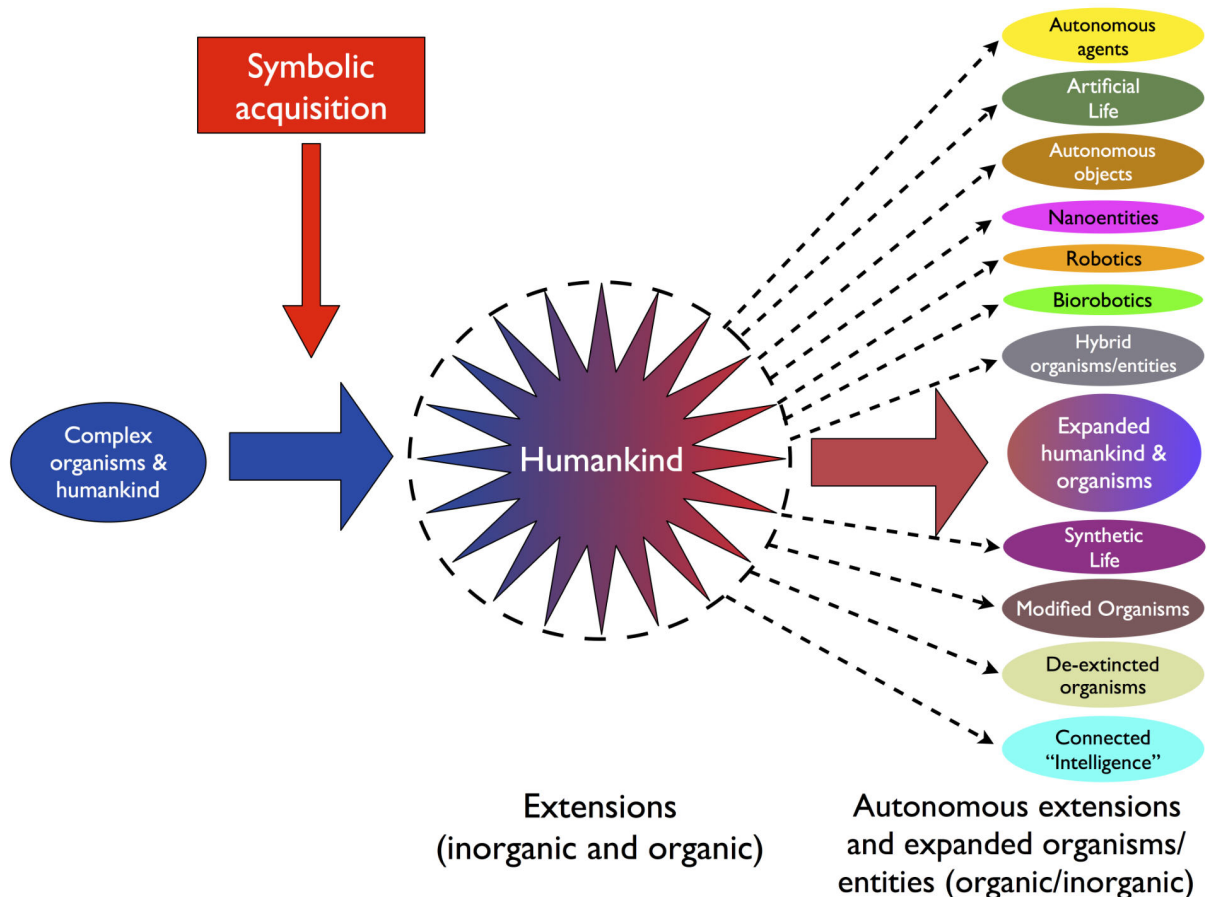 Symbolic
acquisition
Complex
organisms &
humankind
Humankind
Autonomous
agents
Artificial
Life
Autonomous
objects
Nanoentities
Robotics
Biorobotics
Hybrid
organisms/entities
Expanded
humankind &
organisms
Synthetic
Life
Modified Organisms
De-extincted
organisms
Connected
“Intelligence”
Extensions
(inorganic and organic)
Autonomous extensions
and expanded organisms/
entities (organic/inorganic)